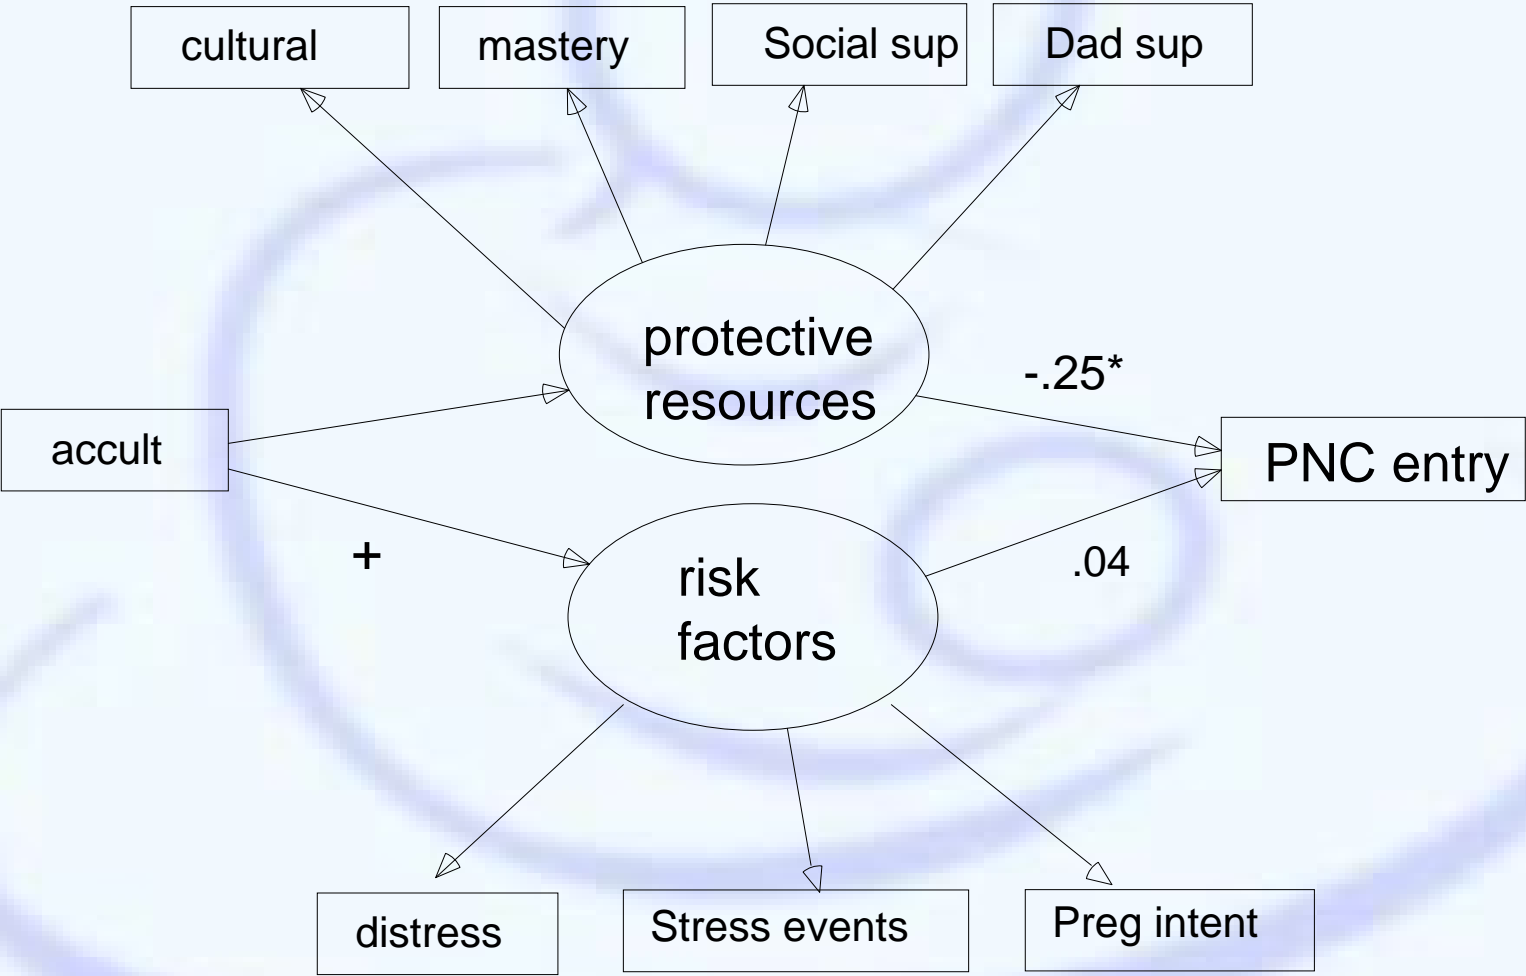 cultural
mastery
Social sup
Dad sup
protective
resources
-.25*
accult
PNC entry
+
risk
factors
.04
distress
Stress events
Preg intent